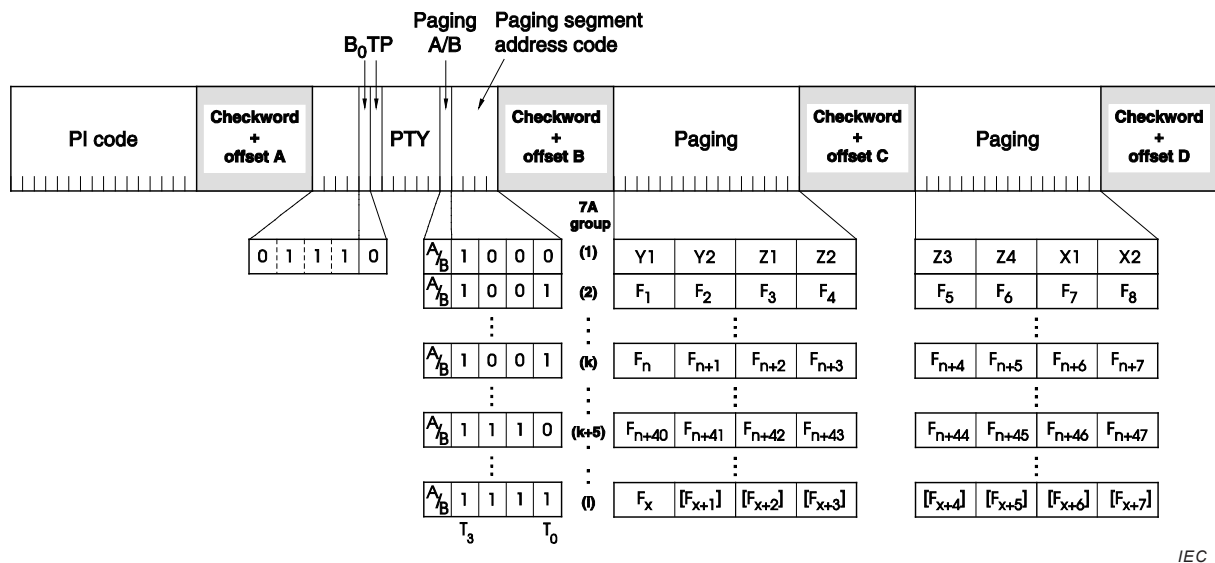 B₀ TP
Paging A/B
Paging segment address code
PI code
Checkword + offset A
PTY
Checkword + offset B
Paging
Checkword + offset C
Paging
Checkword + offset D
7A group
0 1 1 1 0
A/B 1 0 0 0 (1) Y1 Y2 Z1 Z2 Z3 Z4 X1 X2
A/B 1 0 0 1 (2) F₁ F₂ F₃ F₄ F₅ F₆ F₇ F₈
A/B 1 0 0 1 (k) Fₙ Fₙ₊₁ Fₙ₊₂ Fₙ₊₃ Fₙ₊₄ Fₙ₊₅ Fₙ₊₆ Fₙ₊₇
A/B 1 1 1 0 (k+5) Fₙ₊₄₀ Fₙ₊₄₁ Fₙ₊₄₂ Fₙ₊₄₃ Fₙ₊₄₄ Fₙ₊₄₅ Fₙ₊₄₆ Fₙ₊₄₇
A/B 1 1 1 1 (l) Fₓ [Fₓ₊₁] [Fₓ₊₂] [Fₓ₊₃] [Fₓ₊₄] [Fₓ₊₅] [Fₓ₊₆] [Fₓ₊₇]
T₃ T₀
IEC